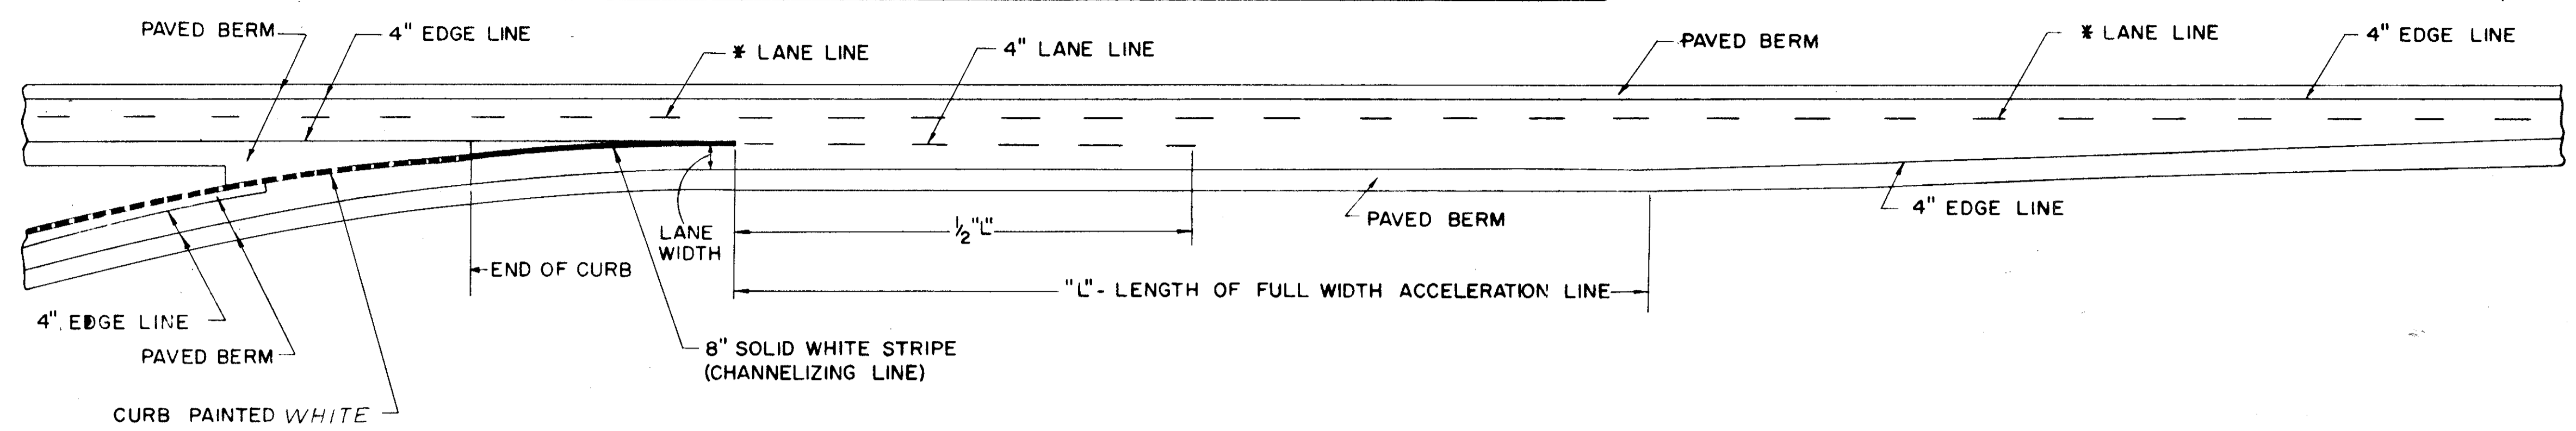 PAVED BERM
4" EDGE LINE
* LANE LINE
4" LANE LINE
PAVED BERM
* LANE LINE
4" EDGE LINE
LANE
WIDTH
1/2 "L"
PAVED BERM
4" EDGE LINE
END OF CURB
"L"- LENGTH OF FULL WIDTH ACCELERATION LINE
4" EDGE LINE
PAVED BERM
8" SOLID WHITE STRIPE
(CHANNELIZING LINE)
CURB PAINTED WHITE